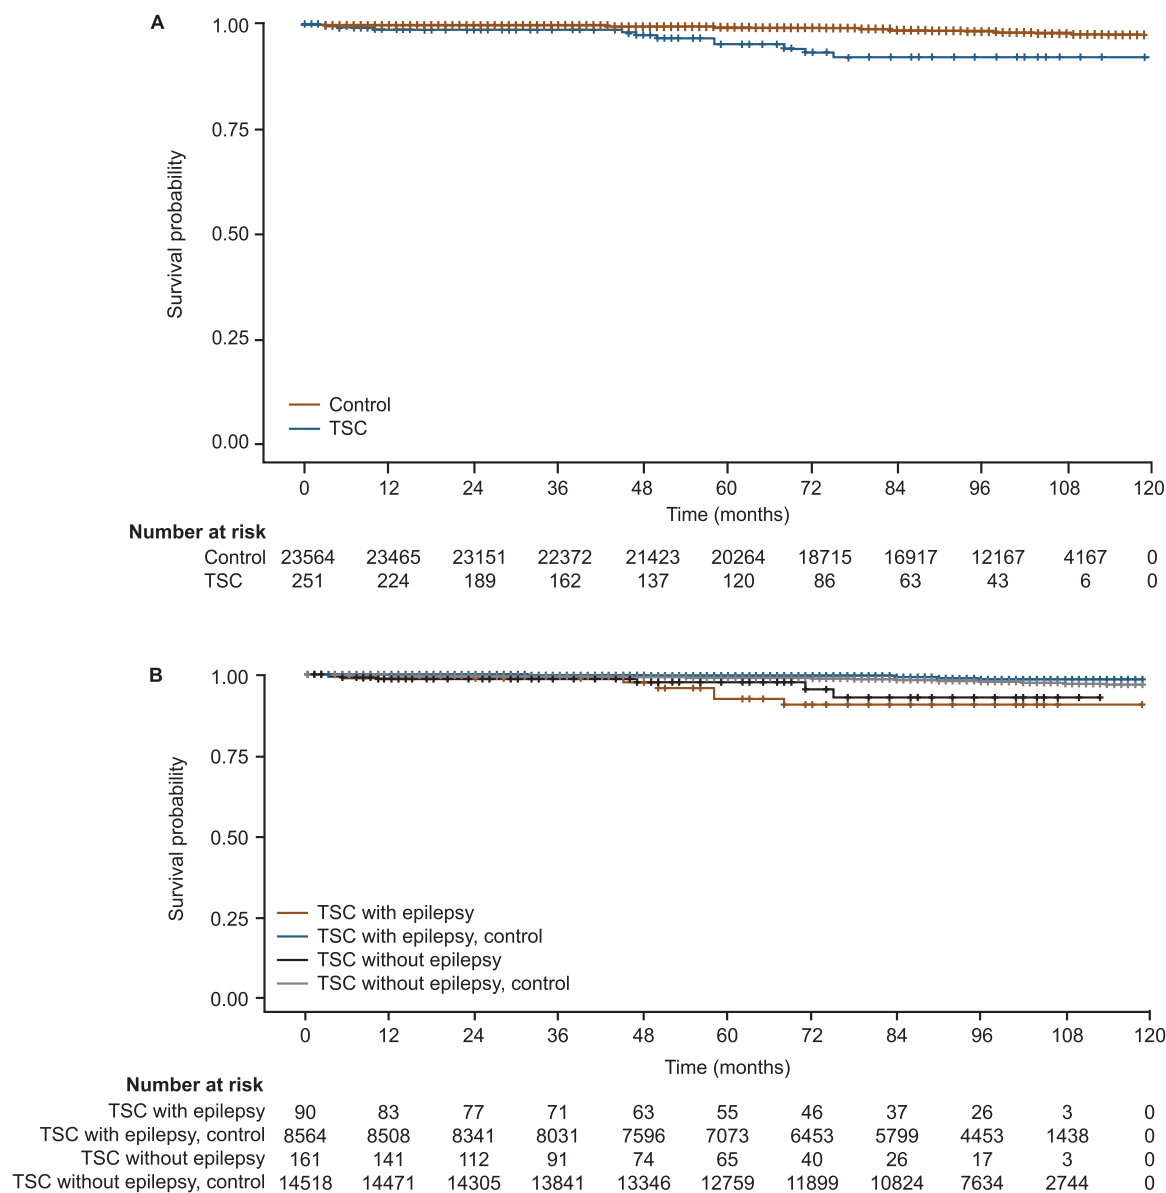 A
1.00
0.75
0.50
0.25
0.00
Survival probability
Control
TSC
0 12 24 36 48 60 72 84 96 108 120
Time (months)
Number at risk
Control 23564 23465 23151 22372 21423 20264 18715 16917 12167 4167 0
TSC 251 224 189 162 137 120 86 63 43 6 0
B
1.00
0.75
0.50
0.25
0.00
Survival probability
TSC with epilepsy
TSC with epilepsy, control
TSC without epilepsy
TSC without epilepsy, control
0 12 24 36 48 60 72 84 96 108 120
Time (months)
Number at risk
TSC with epilepsy 90 83 77 71 63 55 46 37 26 3 0
TSC with epilepsy, control 8564 8508 8341 8031 7596 7073 6453 5799 4453 1438 0
TSC without epilepsy 161 141 112 91 74 65 40 26 17 3 0
TSC without epilepsy, control 14518 14471 14305 13841 13346 12759 11899 10824 7634 2744 0